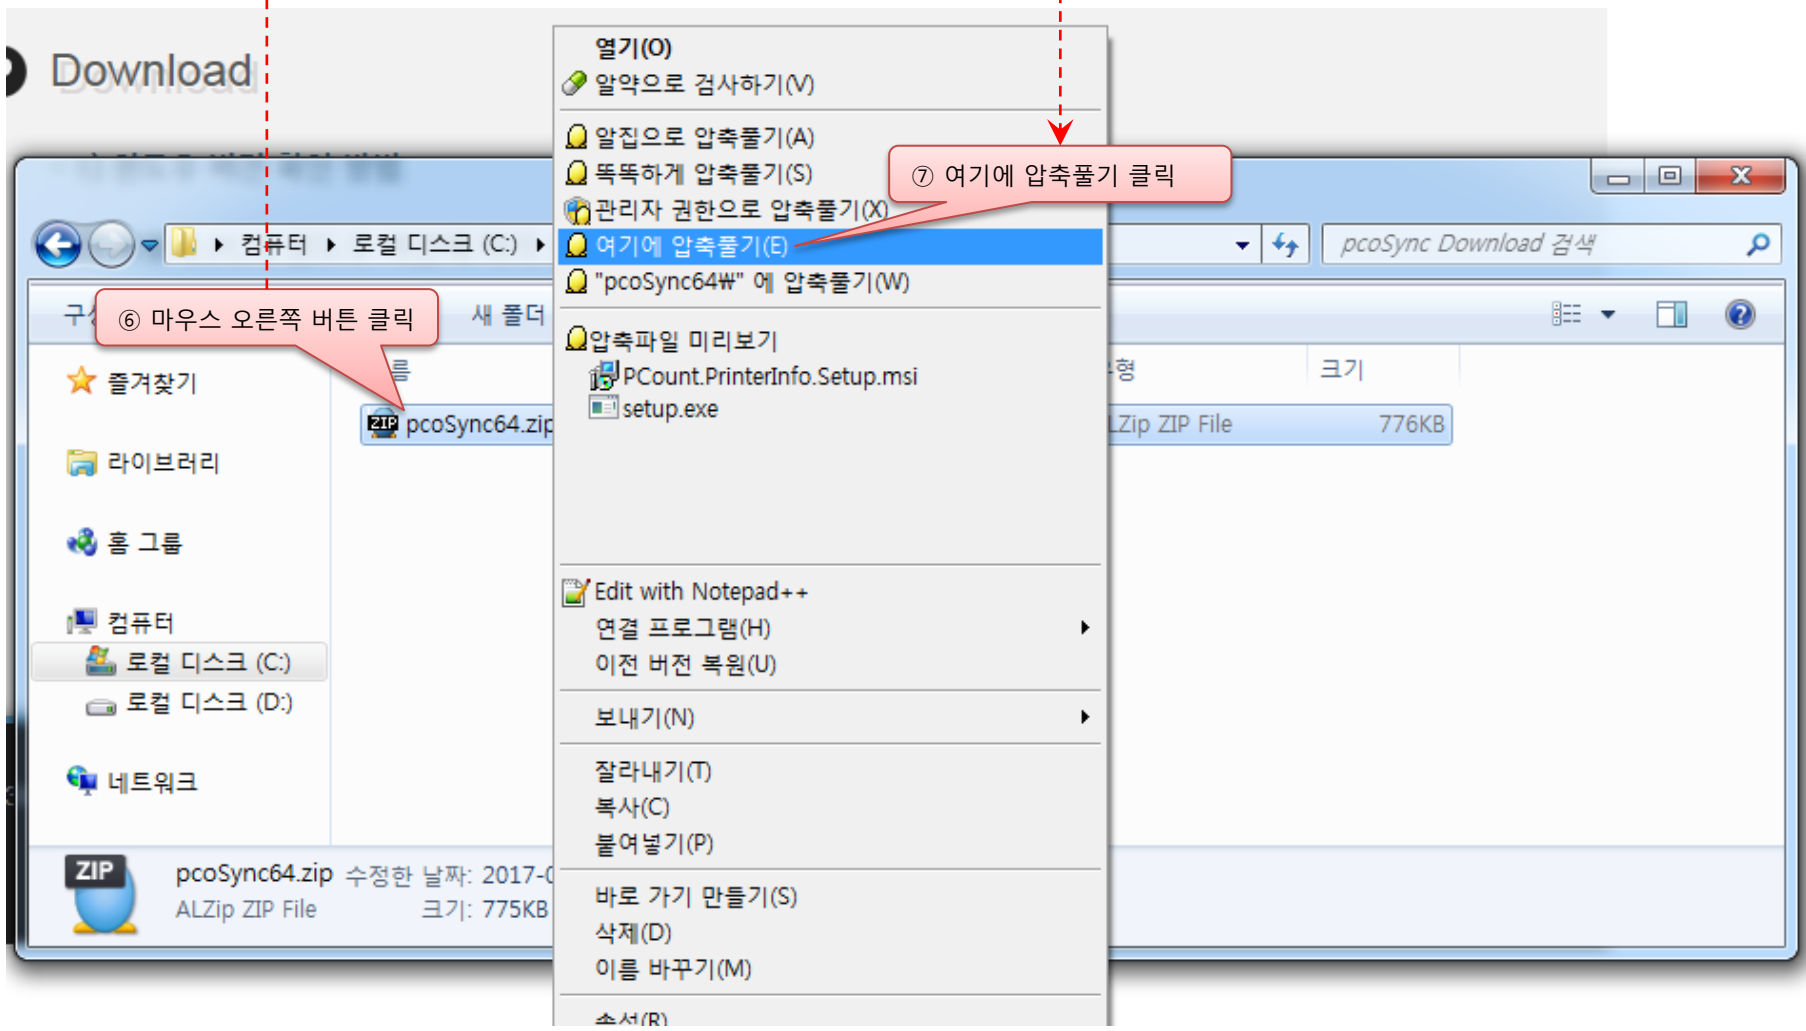 Download
열기(O)
알약으로 검사하기(V)
알집으로 압축풀기(A)
똑똑하게 압축풀기(S)
관리자 권한으로 압축풀기(X)
여기에 압축풀기(E)
"pcoSync64₩" 에 압축풀기(W)
⑦ 여기에 압축풀기 클릭
컴퓨터 ▶ 로컬 디스크 (C:) ▶
pcoSync Download 검색
⑥ 마우스 오른쪽 버튼 클릭
새 폴더
압축파일 미리보기
PCount.PrinterInfo.Setup.msi
setup.exe
크기
pcoSync64.zip
ZIP File
776KB
즐겨찾기
라이브러리
홈 그룹
컴퓨터
로컬 디스크 (C:)
로컬 디스크 (D:)
네트워크
Edit with Notepad++
연결 프로그램(H)
이전 버전 복원(U)
보내기(N)
잘라내기(T)
복사(C)
붙여넣기(P)
바로 가기 만들기(S)
삭제(D)
이름 바꾸기(M)
속성(R)
ZIP
pcoSync64.zip 수정한 날짜: 2017-0
ALZip ZIP File 크기: 775KB